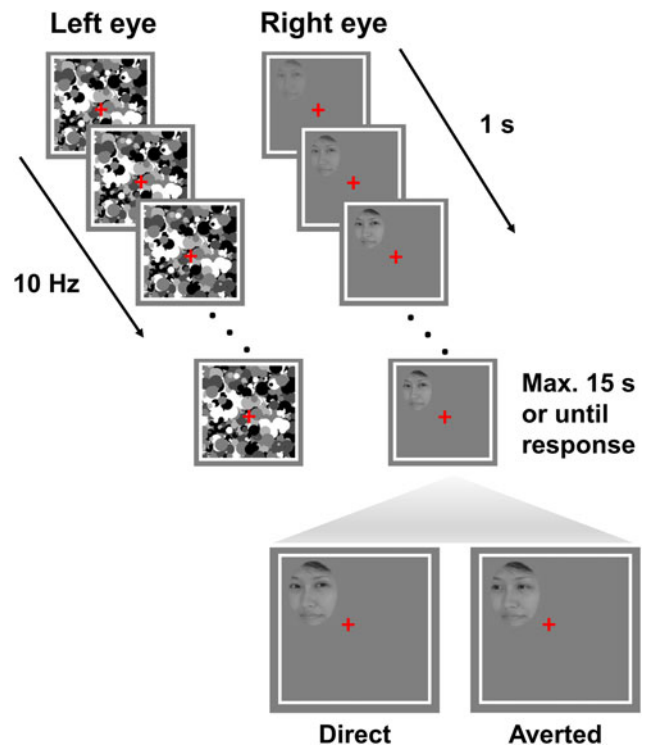 Left eye
Right eye
1 s
10 Hz
Max. 15 s
or until
response
Direct
Averted